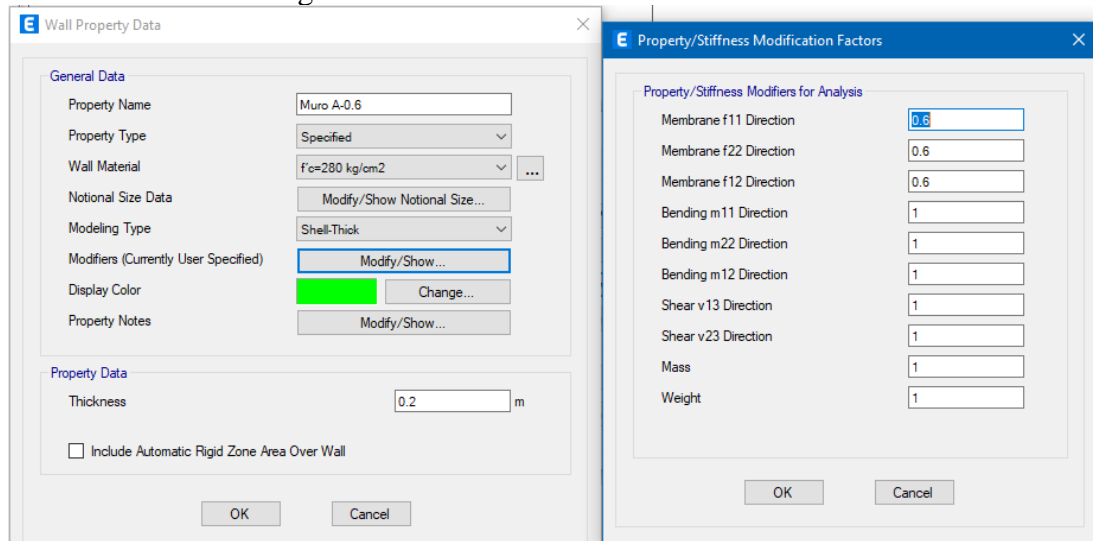 Wall Property Data
General Data
Property Name Muro A-0.6
Property Type Specified
Wall Material f'c=280 kg/cm2 ...
Notional Size Data Modify/Show Notional Size...
Modeling Type Shell-Thick
Modifiers (Currently User Specified) Modify/Show...
Display Color Change...
Property Notes Modify/Show...
Property Data
Thickness 0.2 m
Include Automatic Rigid Zone Area Over Wall
OK Cancel
Property/Stiffness Modification Factors
Property/Stiffness Modifiers for Analysis
Membrane f11 Direction 0.6
Membrane f22 Direction 0.6
Membrane f12 Direction 0.6
Bending m11 Direction 1
Bending m22 Direction 1
Bending m12 Direction 1
Shear v13 Direction 1
Shear v23 Direction 1
Mass 1
Weight 1
OK Cancel